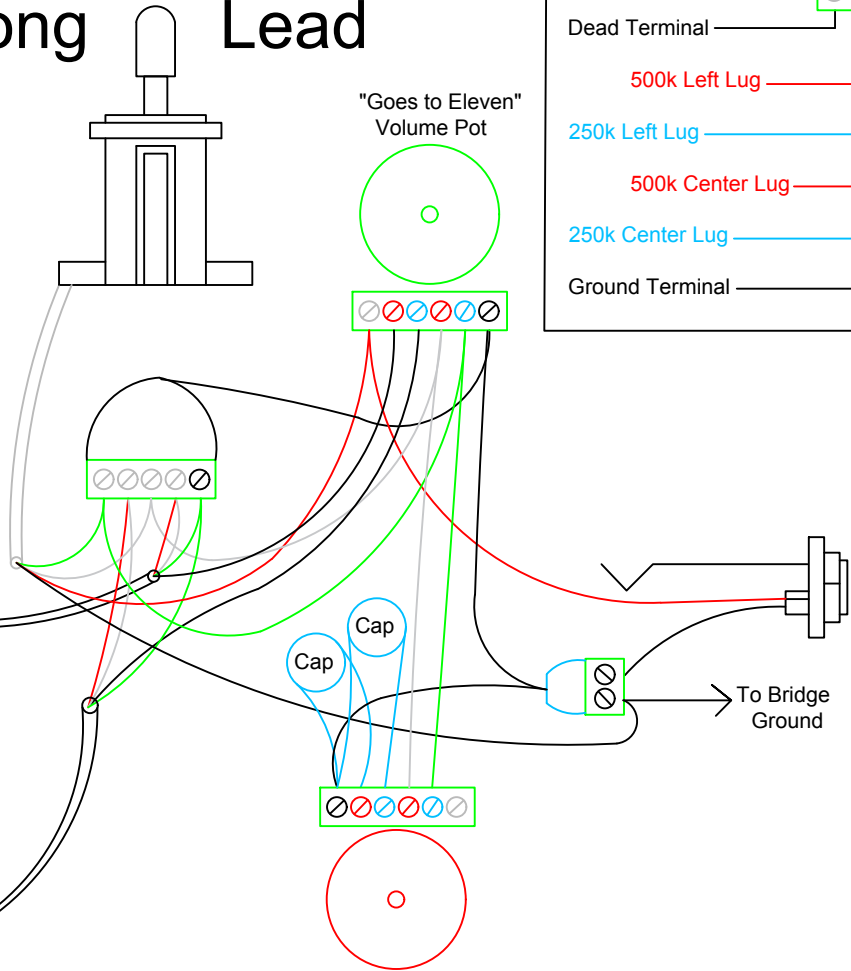 Lead
"Goes to Eleven"
Volume Pot
Dead Terminal
500k Left Lug
250k Left Lug
500k Center Lug
250k Center Lug
Ground Terminal
Cap
Cap
To Bridge
Ground